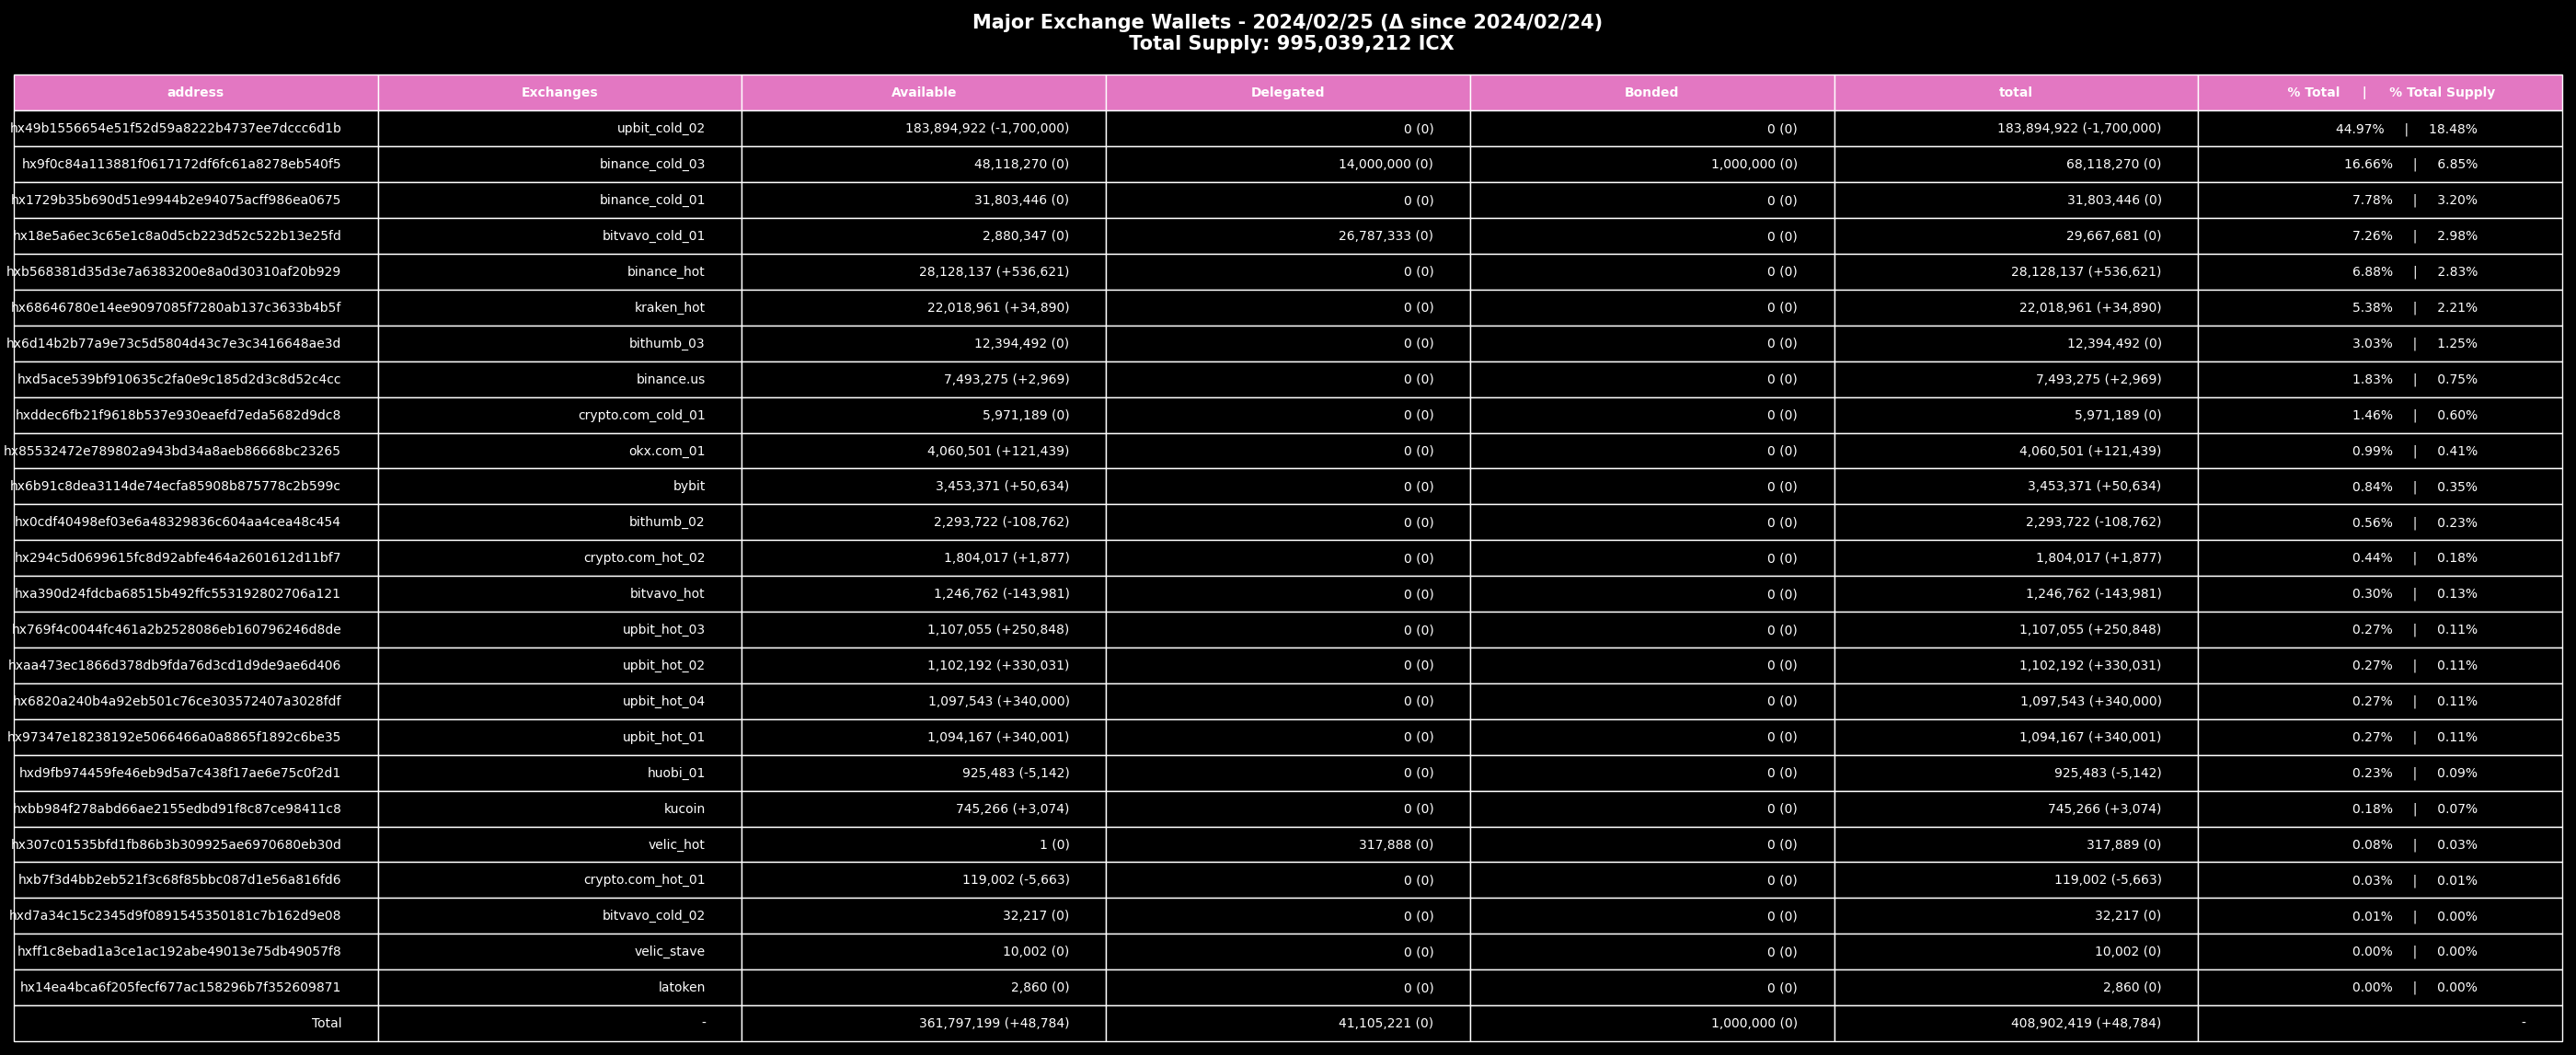 Major Exchange Wallets - 2024/02/25 (Δ since 2024/02/24)
Total Supply: 995,039,212 ICX
address Exchanges Available Delegated Bonded total % Total | % Total Supply
hx49b1556654e51f52d59a8222b4737ee7dccc6d1b upbit_cold_02 183,894,922 (-1,700,000) 0 (0) 0 (0) 183,894,922 (-1,700,000) 44.97% | 18.48%
hx9f0c84a113881f0617172df6fc61a8278eb540f5 binance_cold_03 48,118,270 (0) 14,000,000 (0) 1,000,000 (0) 68,118,270 (0) 16.66% | 6.85%
hx1729b35b690d51e9944b2e94075acff986ea0675 binance_cold_01 31,803,446 (0) 0 (0) 0 (0) 31,803,446 (0) 7.78% | 3.20%
hx18e5a6ec3c65e1c8a0d5cb223d52c522b13e25fd bitvavo_cold_01 2,880,347 (0) 26,787,333 (0) 0 (0) 29,667,681 (0) 7.26% | 2.98%
hxb568381d35d3e7a6383200e8a0d30310af20b929 binance_hot 28,128,137 (+536,621) 0 (0) 0 (0) 28,128,137 (+536,621) 6.88% | 2.83%
hx68646780e14ee9097085f7280ab137c3633b4b5f kraken_hot 22,018,961 (+34,890) 0 (0) 0 (0) 22,018,961 (+34,890) 5.38% | 2.21%
hx6d14b2b77a9e73c5d5804d43c7e3c3416648ae3d bithumb_03 12,394,492 (0) 0 (0) 0 (0) 12,394,492 (0) 3.03% | 1.25%
hxd5ace539bf910635c2fa0e9c185d2d3c8d52c4cc binance.us 7,493,275 (+2,969) 0 (0) 0 (0) 7,493,275 (+2,969) 1.83% | 0.75%
hxddec6fb21f9618b537e930eaefd7eda5682d9dc8 crypto.com_cold_01 5,971,189 (0) 0 (0) 0 (0) 5,971,189 (0) 1.46% | 0.60%
hx85532472e789802a943bd34a8aeb86668bc23265 okx.com_01 4,060,501 (+121,439) 0 (0) 0 (0) 4,060,501 (+121,439) 0.99% | 0.41%
hx6b91c8dea3114de74ecfa85908b875778c2b599c bybit 3,453,371 (+50,634) 0 (0) 0 (0) 3,453,371 (+50,634) 0.84% | 0.35%
hx0cdf40498ef03e6a48329836c604aa4cea48c454 bithumb_02 2,293,722 (-108,762) 0 (0) 0 (0) 2,293,722 (-108,762) 0.56% | 0.23%
hx294c5d0699615fc8d92abfe464a2601612d11bf7 crypto.com_hot_02 1,804,017 (+1,877) 0 (0) 0 (0) 1,804,017 (+1,877) 0.44% | 0.18%
hxa390d24fdcba68515b492ffc553192802706a121 bitvavo_hot 1,246,762 (-143,981) 0 (0) 0 (0) 1,246,762 (-143,981) 0.30% | 0.13%
hx769f4c0044fc461a2b2528086eb160796246d8de upbit_hot_03 1,107,055 (+250,848) 0 (0) 0 (0) 1,107,055 (+250,848) 0.27% | 0.11%
hxaa473ec1866d378db9fda76d3cd1d9de9ae6d406 upbit_hot_02 1,102,192 (+330,031) 0 (0) 0 (0) 1,102,192 (+330,031) 0.27% | 0.11%
hx6820a240b4a92eb501c76ce303572407a3028fdf upbit_hot_04 1,097,543 (+340,000) 0 (0) 0 (0) 1,097,543 (+340,000) 0.27% | 0.11%
hx97347e18238192e5066466a0a8865f1892c6be35 upbit_hot_01 1,094,167 (+340,001) 0 (0) 0 (0) 1,094,167 (+340,001) 0.27% | 0.11%
hxd9fb974459fe46eb9d5a7c438f17ae6e75c0f2d1 huobi_01 925,483 (-5,142) 0 (0) 0 (0) 925,483 (-5,142) 0.23% | 0.09%
hxbb984f278abd66ae2155edbd91f8c87ce98411c8 kucoin 745,266 (+3,074) 0 (0) 0 (0) 745,266 (+3,074) 0.18% | 0.07%
hx307c01535bfd1fb86b3b309925ae6970680eb30d velic_hot 1 (0) 317,888 (0) 0 (0) 317,889 (0) 0.08% | 0.03%
hxb7f3d4bb2eb521f3c68f85bbc087d1e56a816fd6 crypto.com_hot_01 119,002 (-5,663) 0 (0) 0 (0) 119,002 (-5,663) 0.03% | 0.01%
hxd7a34c15c2345d9f0891545350181c7b162d9e08 bitvavo_cold_02 32,217 (0) 0 (0) 0 (0) 32,217 (0) 0.01% | 0.00%
hxff1c8ebad1a3ce1ac192abe49013e75db49057f8 velic_stave 10,002 (0) 0 (0) 0 (0) 10,002 (0) 0.00% | 0.00%
hx14ea4bca6f205fecf677ac158296b7f352609871 latoken 2,860 (0) 0 (0) 0 (0) 2,860 (0) 0.00% | 0.00%
Total - 361,797,199 (+48,784) 41,105,221 (0) 1,000,000 (0) 408,902,419 (+48,784) -